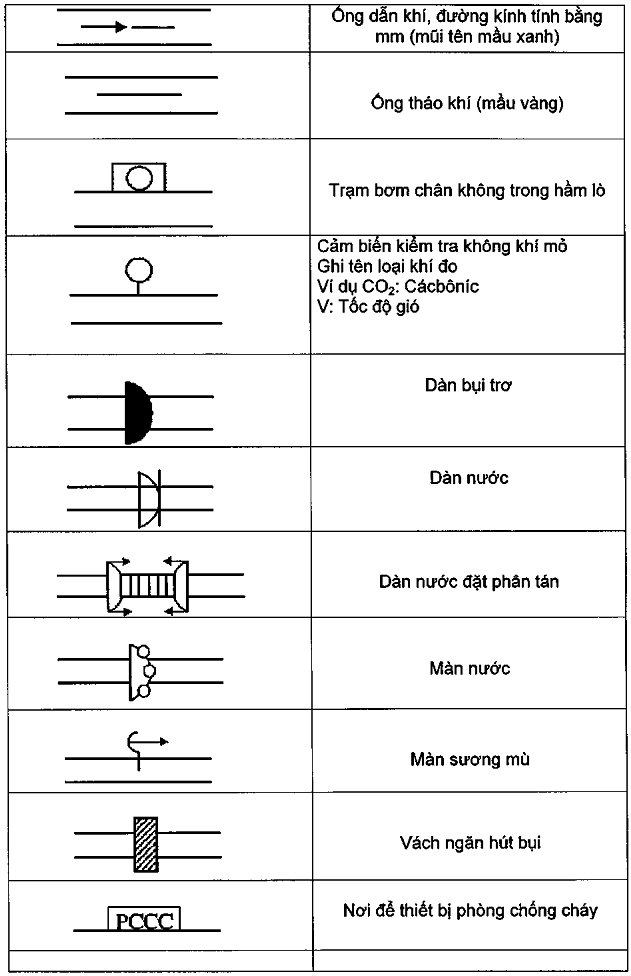 Ống dẫn khí, đường kính tính bằng
mm (mũi tên mầu xanh)
Ống tháo khí (mầu vàng)
Trạm bơm chân không trong hầm lò
Cảm biến kiểm tra không khí mỏ
Ghi tên loại khí đo
Ví dụ CO₂: Cácbôníc
V: Tốc độ gió
Dàn bụi trơ
Dàn nước
Dàn nước đặt phân tán
Màn nước
Màn sương mù
Vách ngăn hút bụi
PCCC
Nơi để thiết bị phòng chống cháy